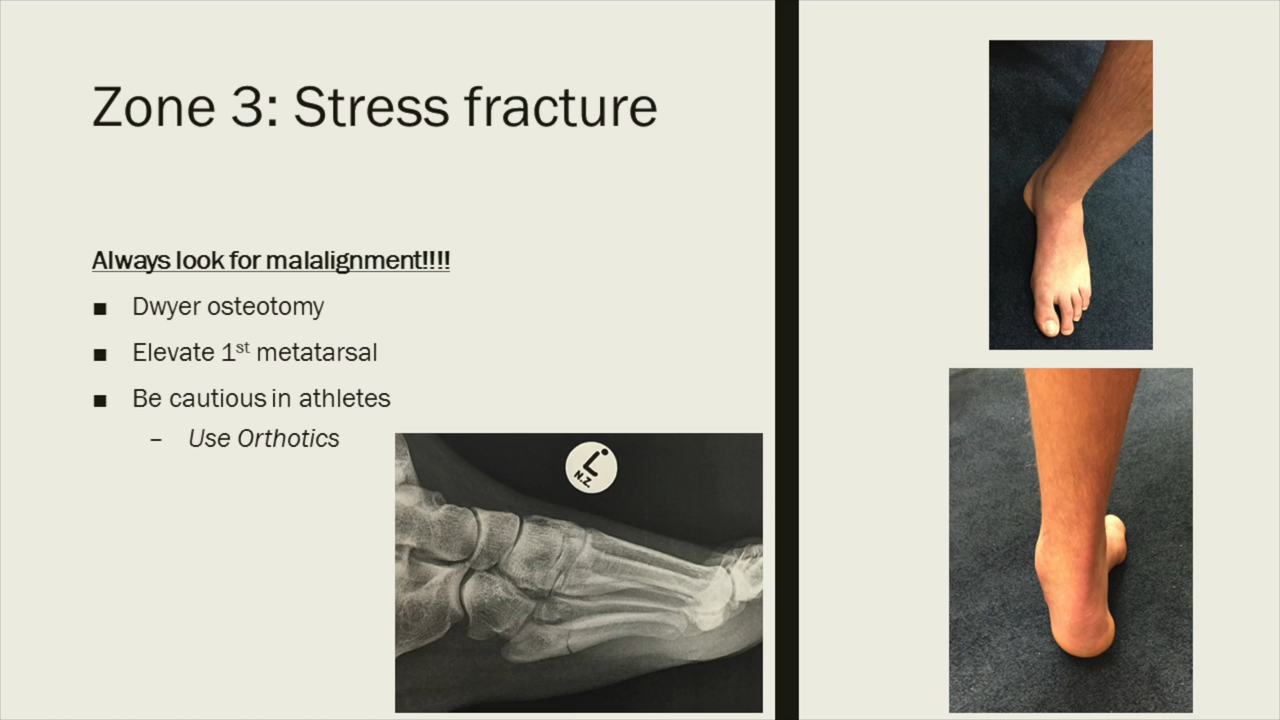 Zone 3: Stress fracture
Always look for malalignment!!!!
■ Dwyer osteotomy
■ Elevate 1st metatarsal
■ Be cautious in athletes
– Use Orthotics
L
N.Z.